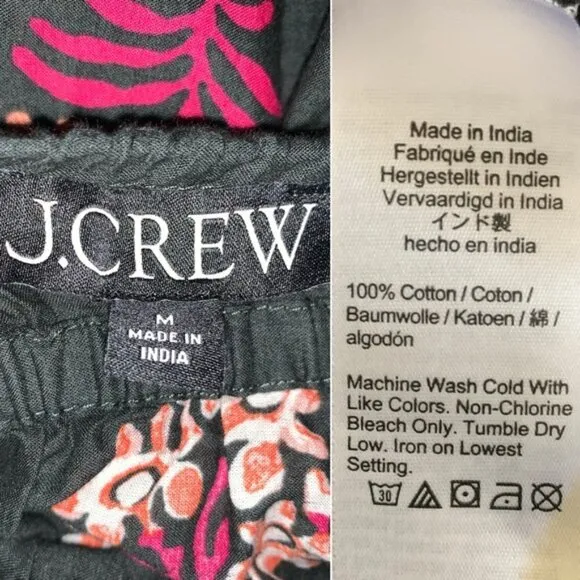 J.CREW
M
MADE IN
INDIA
Made in India
Fabriqué en Inde
Hergestellt in Indien
Vervaardigd in India
インド製
hecho en india
100% Cotton / Coton /
Baumwolle / Katoen / 綿 /
algodón
Machine Wash Cold With
Like Colors. Non-Chlorine
Bleach Only. Tumble Dry
Low. Iron on Lowest
Setting.
30